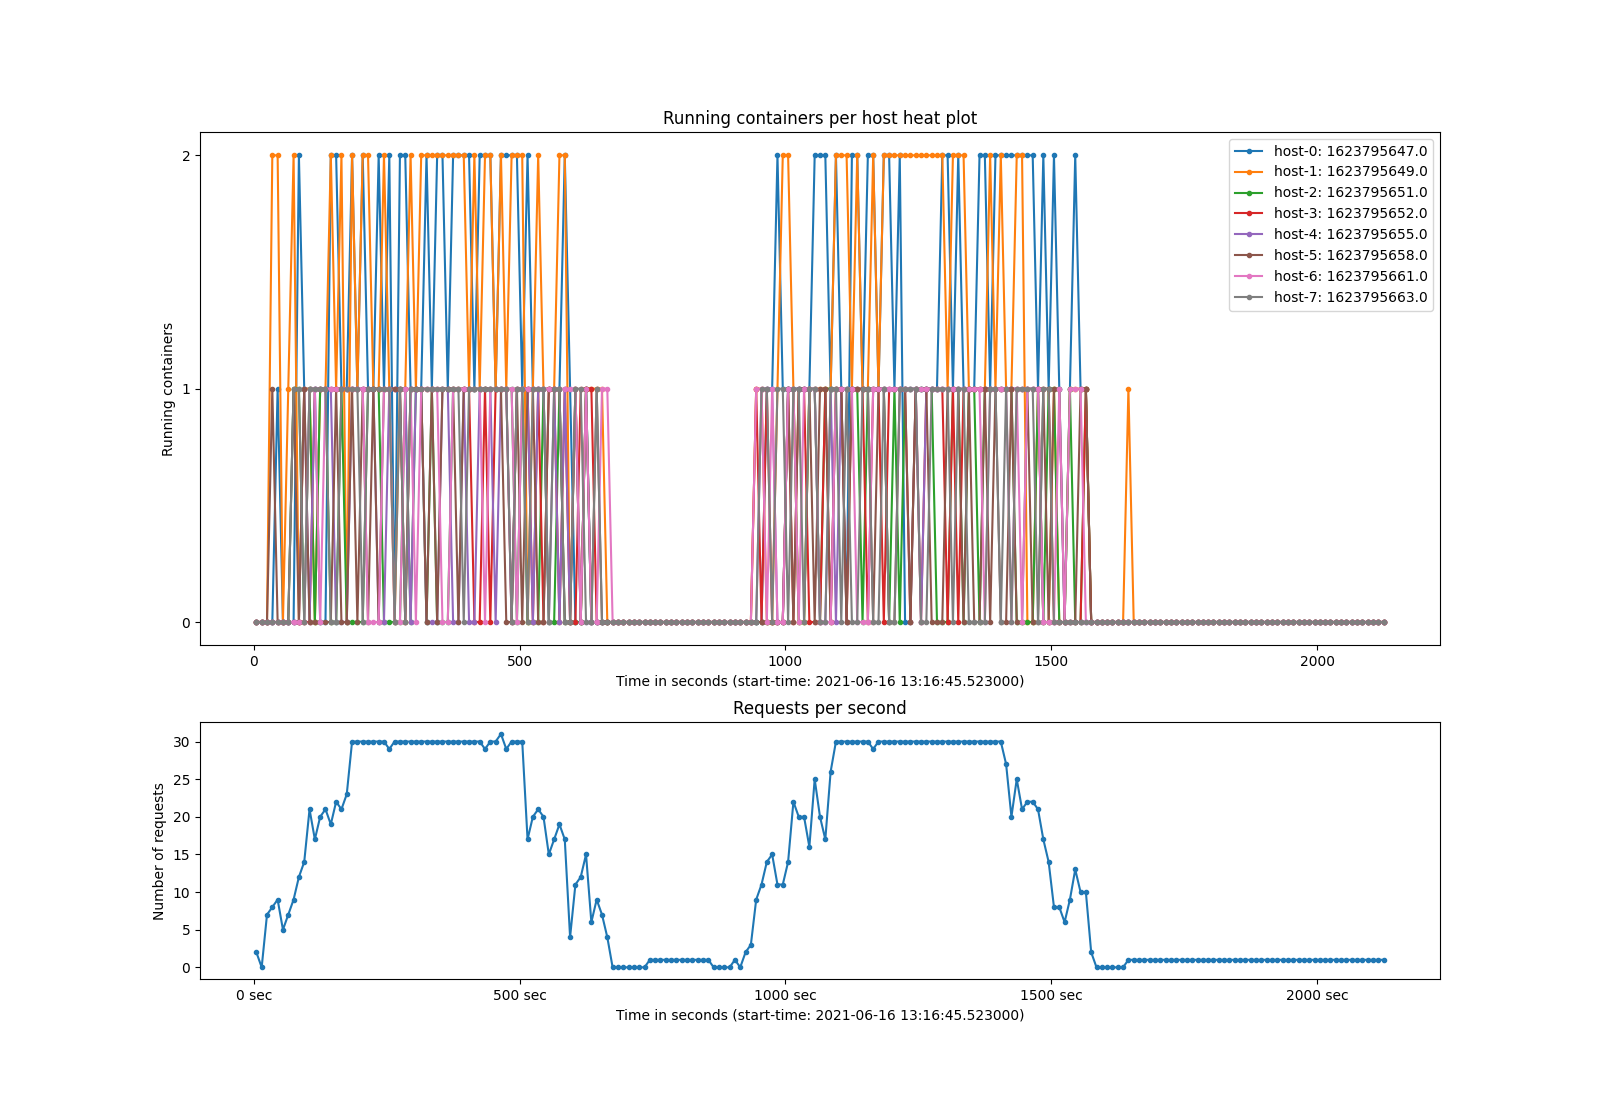 Running containers per host heat plot
Running containers
2
1
0
host-0: 1623795647.0
host-1: 1623795649.0
host-2: 1623795651.0
host-3: 1623795652.0
host-4: 1623795655.0
host-5: 1623795658.0
host-6: 1623795661.0
host-7: 1623795663.0
0 500 1000 1500 2000
Time in seconds (start-time: 2021-06-16 13:16:45.523000)
Requests per second
Number of requests
30
25
20
15
10
5
0
0 sec 500 sec 1000 sec 1500 sec 2000 sec
Time in seconds (start-time: 2021-06-16 13:16:45.523000)